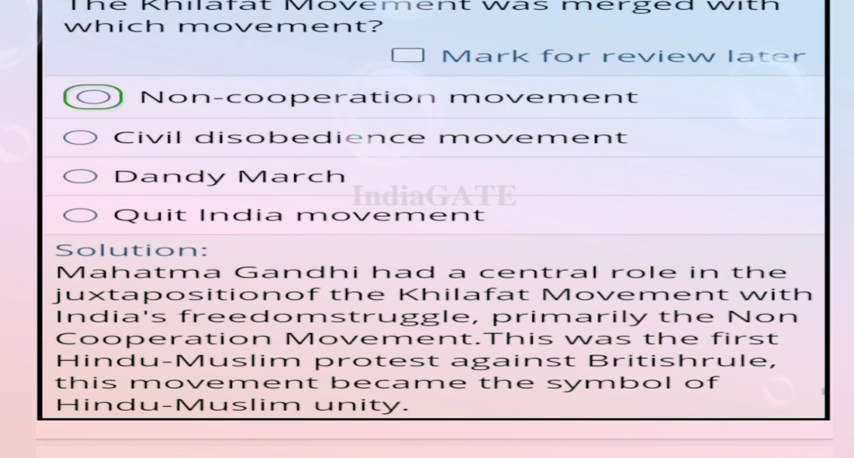 The Khilafat Movement was merged with
which movement?
Mark for review later
Non-cooperation movement
Civil disobedience movement
Dandy March
IndiaGATE
Quit India movement
Solution:
Mahatma Gandhi had a central role in the
juxtapositionof the Khilafat Movement with
India's freedomstruggle, primarily the Non
Cooperation Movement.This was the first
Hindu-Muslim protest against Britishrule,
this movement became the symbol of
Hindu-Muslim unity.